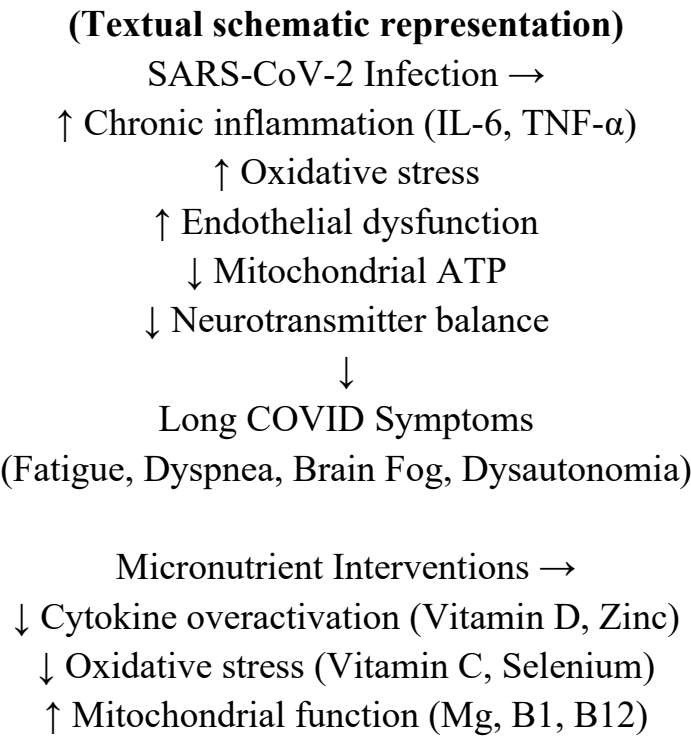 (Textual schematic representation)
SARS-CoV-2 Infection →
↑ Chronic inflammation (IL-6, TNF-α)
↑ Oxidative stress
↑ Endothelial dysfunction
↓ Mitochondrial ATP
↓ Neurotransmitter balance
↓
Long COVID Symptoms
(Fatigue, Dyspnea, Brain Fog, Dysautonomia)
Micronutrient Interventions →
↓ Cytokine overactivation (Vitamin D, Zinc)
↓ Oxidative stress (Vitamin C, Selenium)
↑ Mitochondrial function (Mg, B1, B12)